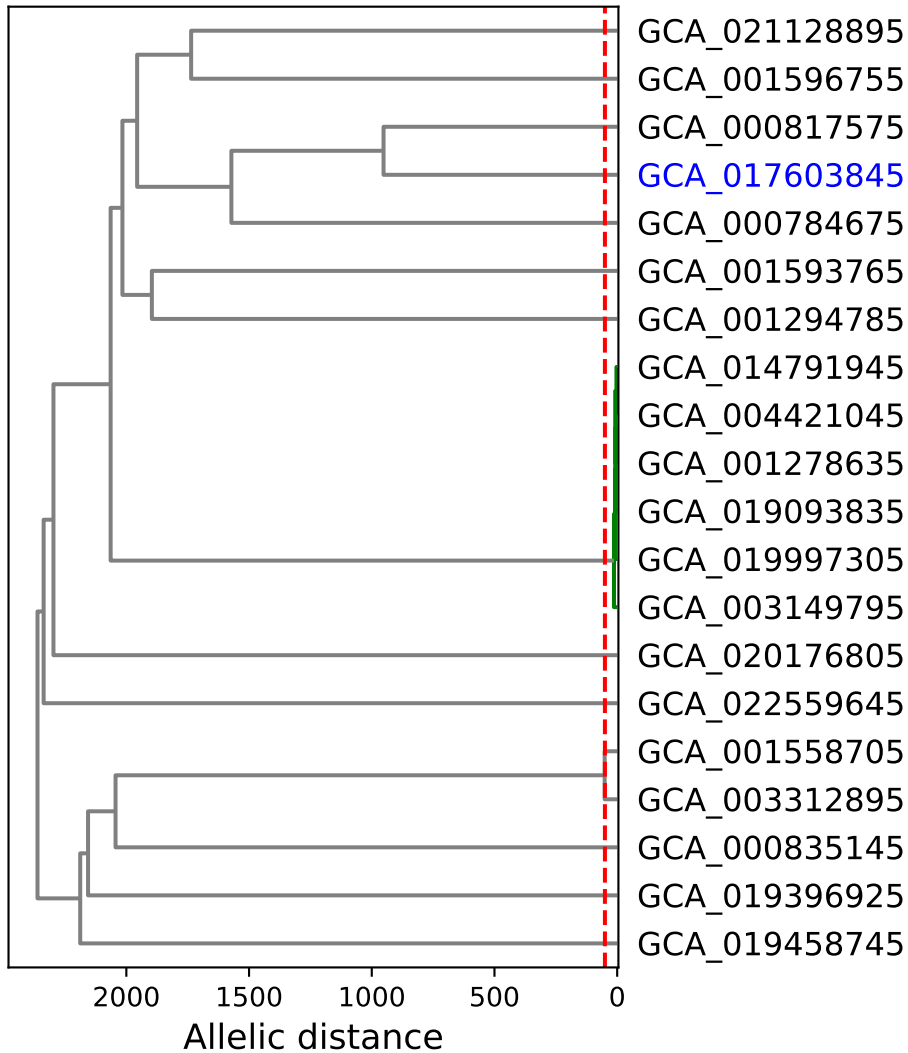 GCA_021128895
GCA_001596755
GCA_000817575
GCA_017603845
GCA_000784675
GCA_001593765
GCA_001294785
GCA_014791945
GCA_004421045
GCA_001278635
GCA_019093835
GCA_019997305
GCA_003149795
GCA_020176805
GCA_022559645
GCA_001558705
GCA_003312895
GCA_000835145
GCA_019396925
GCA_019458745
2000 1500 1000 500 0
Allelic distance